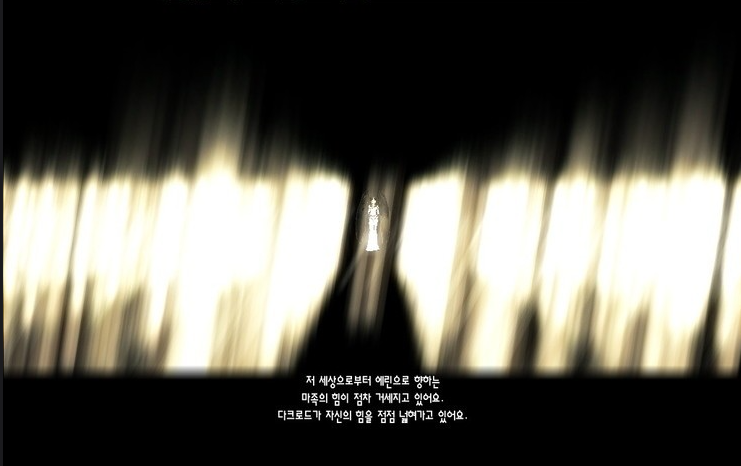 저 세상으로부터 에린으로 향하는
마족의 힘이 점차 거세지고 있어요.
다크로드가 자신의 힘을 점점 넓혀가고 있어요.